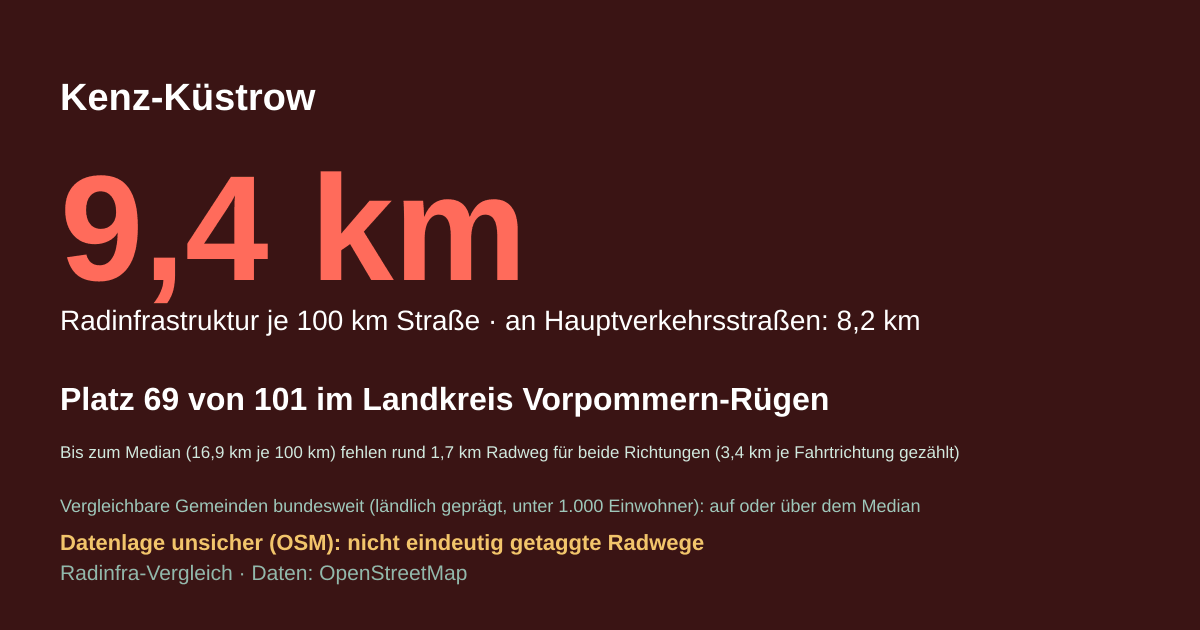 Kenz-Küstrow
9,4 km
Radinfrastruktur je 100 km Straße · an Hauptverkehrsstraßen: 8,2 km
Platz 69 von 101 im Landkreis Vorpommern-Rügen
Bis zum Median (16,9 km je 100 km) fehlen rund 1,7 km Radweg für beide Richtungen (3,4 km je Fahrtrichtung gezählt)
Vergleichbare Gemeinden bundesweit (ländlich geprägt, unter 1.000 Einwohner): auf oder über dem Median
Datenlage unsicher (OSM): nicht eindeutig getaggte Radwege
Radinfra-Vergleich · Daten: OpenStreetMap